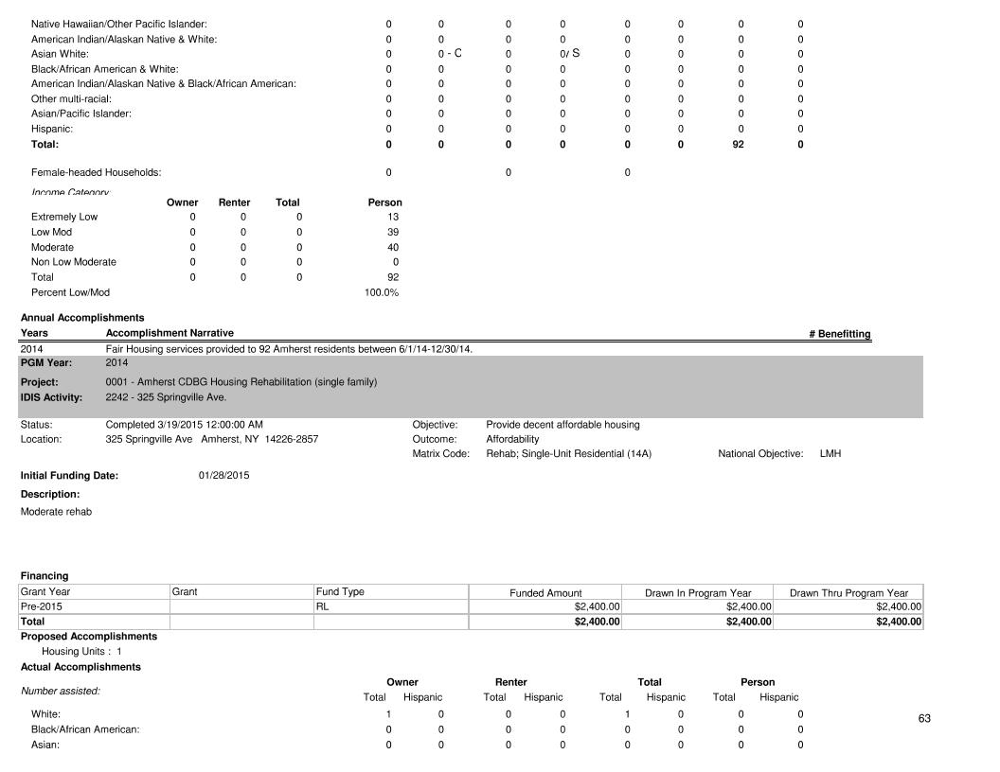 Native Hawaiian/Other Pacific Islander: 0 0 0 0 0 0 0 0
American Indian/Alaskan Native & White: 0 0 0 0 0 0 0 0
Asian White: 0 0 - C 0 0/ S 0 0 0 0
Black/African American & White: 0 0 0 0 0 0 0 0
American Indian/Alaskan Native & Black/African American: 0 0 0 0 0 0 0 0
Other multi-racial: 0 0 0 0 0 0 0 0
Asian/Pacific Islander: 0 0 0 0 0 0 0 0
Hispanic: 0 0 0 0 0 0 0 0
Total: 0 0 0 0 0 0 92 0
Female-headed Households: 0 0 0
Income Category:
Owner Renter Total Person
Extremely Low 0 0 0 13
Low Mod 0 0 0 39
Moderate 0 0 0 40
Non Low Moderate 0 0 0 0
Total 0 0 0 92
Percent Low/Mod 100.0%
Annual Accomplishments
Years Accomplishment Narrative # Benefitting
2014 Fair Housing services provided to 92 Amherst residents between 6/1/14-12/30/14.
PGM Year: 2014
Project: 0001 - Amherst CDBG Housing Rehabilitation (single family)
IDIS Activity: 2242 - 325 Springville Ave.
Status: Completed 3/19/2015 12:00:00 AM Objective: Provide decent affordable housing
Location: 325 Springville Ave Amherst, NY 14226-2857 Outcome: Affordability
Matrix Code: Rehab; Single-Unit Residential (14A) National Objective: LMH
Initial Funding Date: 01/28/2015
Description:
Moderate rehab
Financing
Grant Year Grant Fund Type Funded Amount Drawn In Program Year Drawn Thru Program Year
Pre-2015 RL $2,400.00 $2,400.00 $2,400.00
Total $2,400.00 $2,400.00 $2,400.00
Proposed Accomplishments
Housing Units : 1
Actual Accomplishments
Number assisted: Owner Renter Total Person
Total Hispanic Total Hispanic Total Hispanic Total Hispanic
White: 1 0 0 0 1 0 0 0
Black/African American: 0 0 0 0 0 0 0 0
Asian: 0 0 0 0 0 0 0 0
63